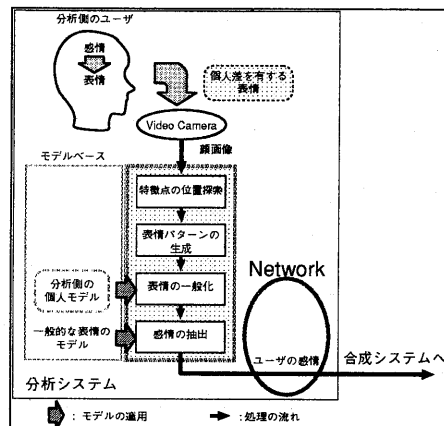 分析側のユーザ
感情
表情
個人差を有する
表情
Video Camera
顔画像
モデルベース
特徴点の位置探索
表情パターンの
生成
分析側の
個人モデル
表情の一般化
一般的な表情の
モデル
感情の抽出
Network
ユーザの感情
合成システムへ
分析システム
: モデルの適用
: 処理の流れ